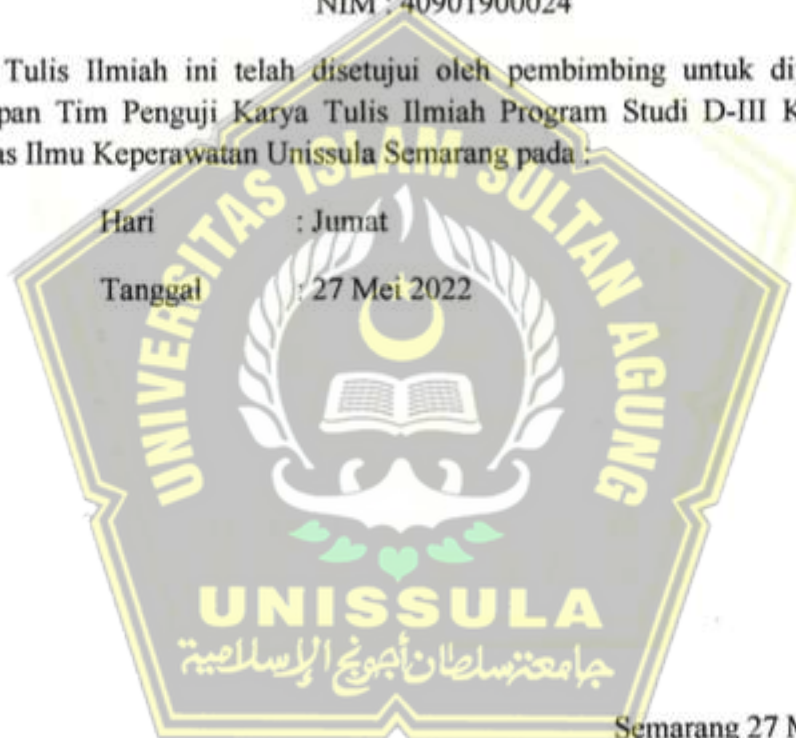 NIM : 40901900024
Tulis Ilmiah ini telah disetujui oleh pembimbing untuk di
pan Tim Penguji Karya Tulis Ilmiah Program Studi D-III K
as Ilmu Keperawatan Unissula Semarang pada :
Hari : Jumat
Tanggal : 27 Mei 2022
UNIVERSITAS ISLAM SULTAN AGUNG
UNISSULA
جامعة سلطان أجونج الإسلامية
Semarang 27 M